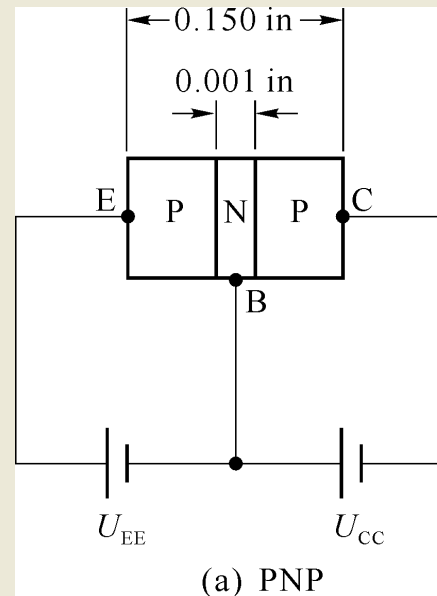 0.150 in
0.001 in
E P N P C
B
U_EE U_CC
(a) PNP